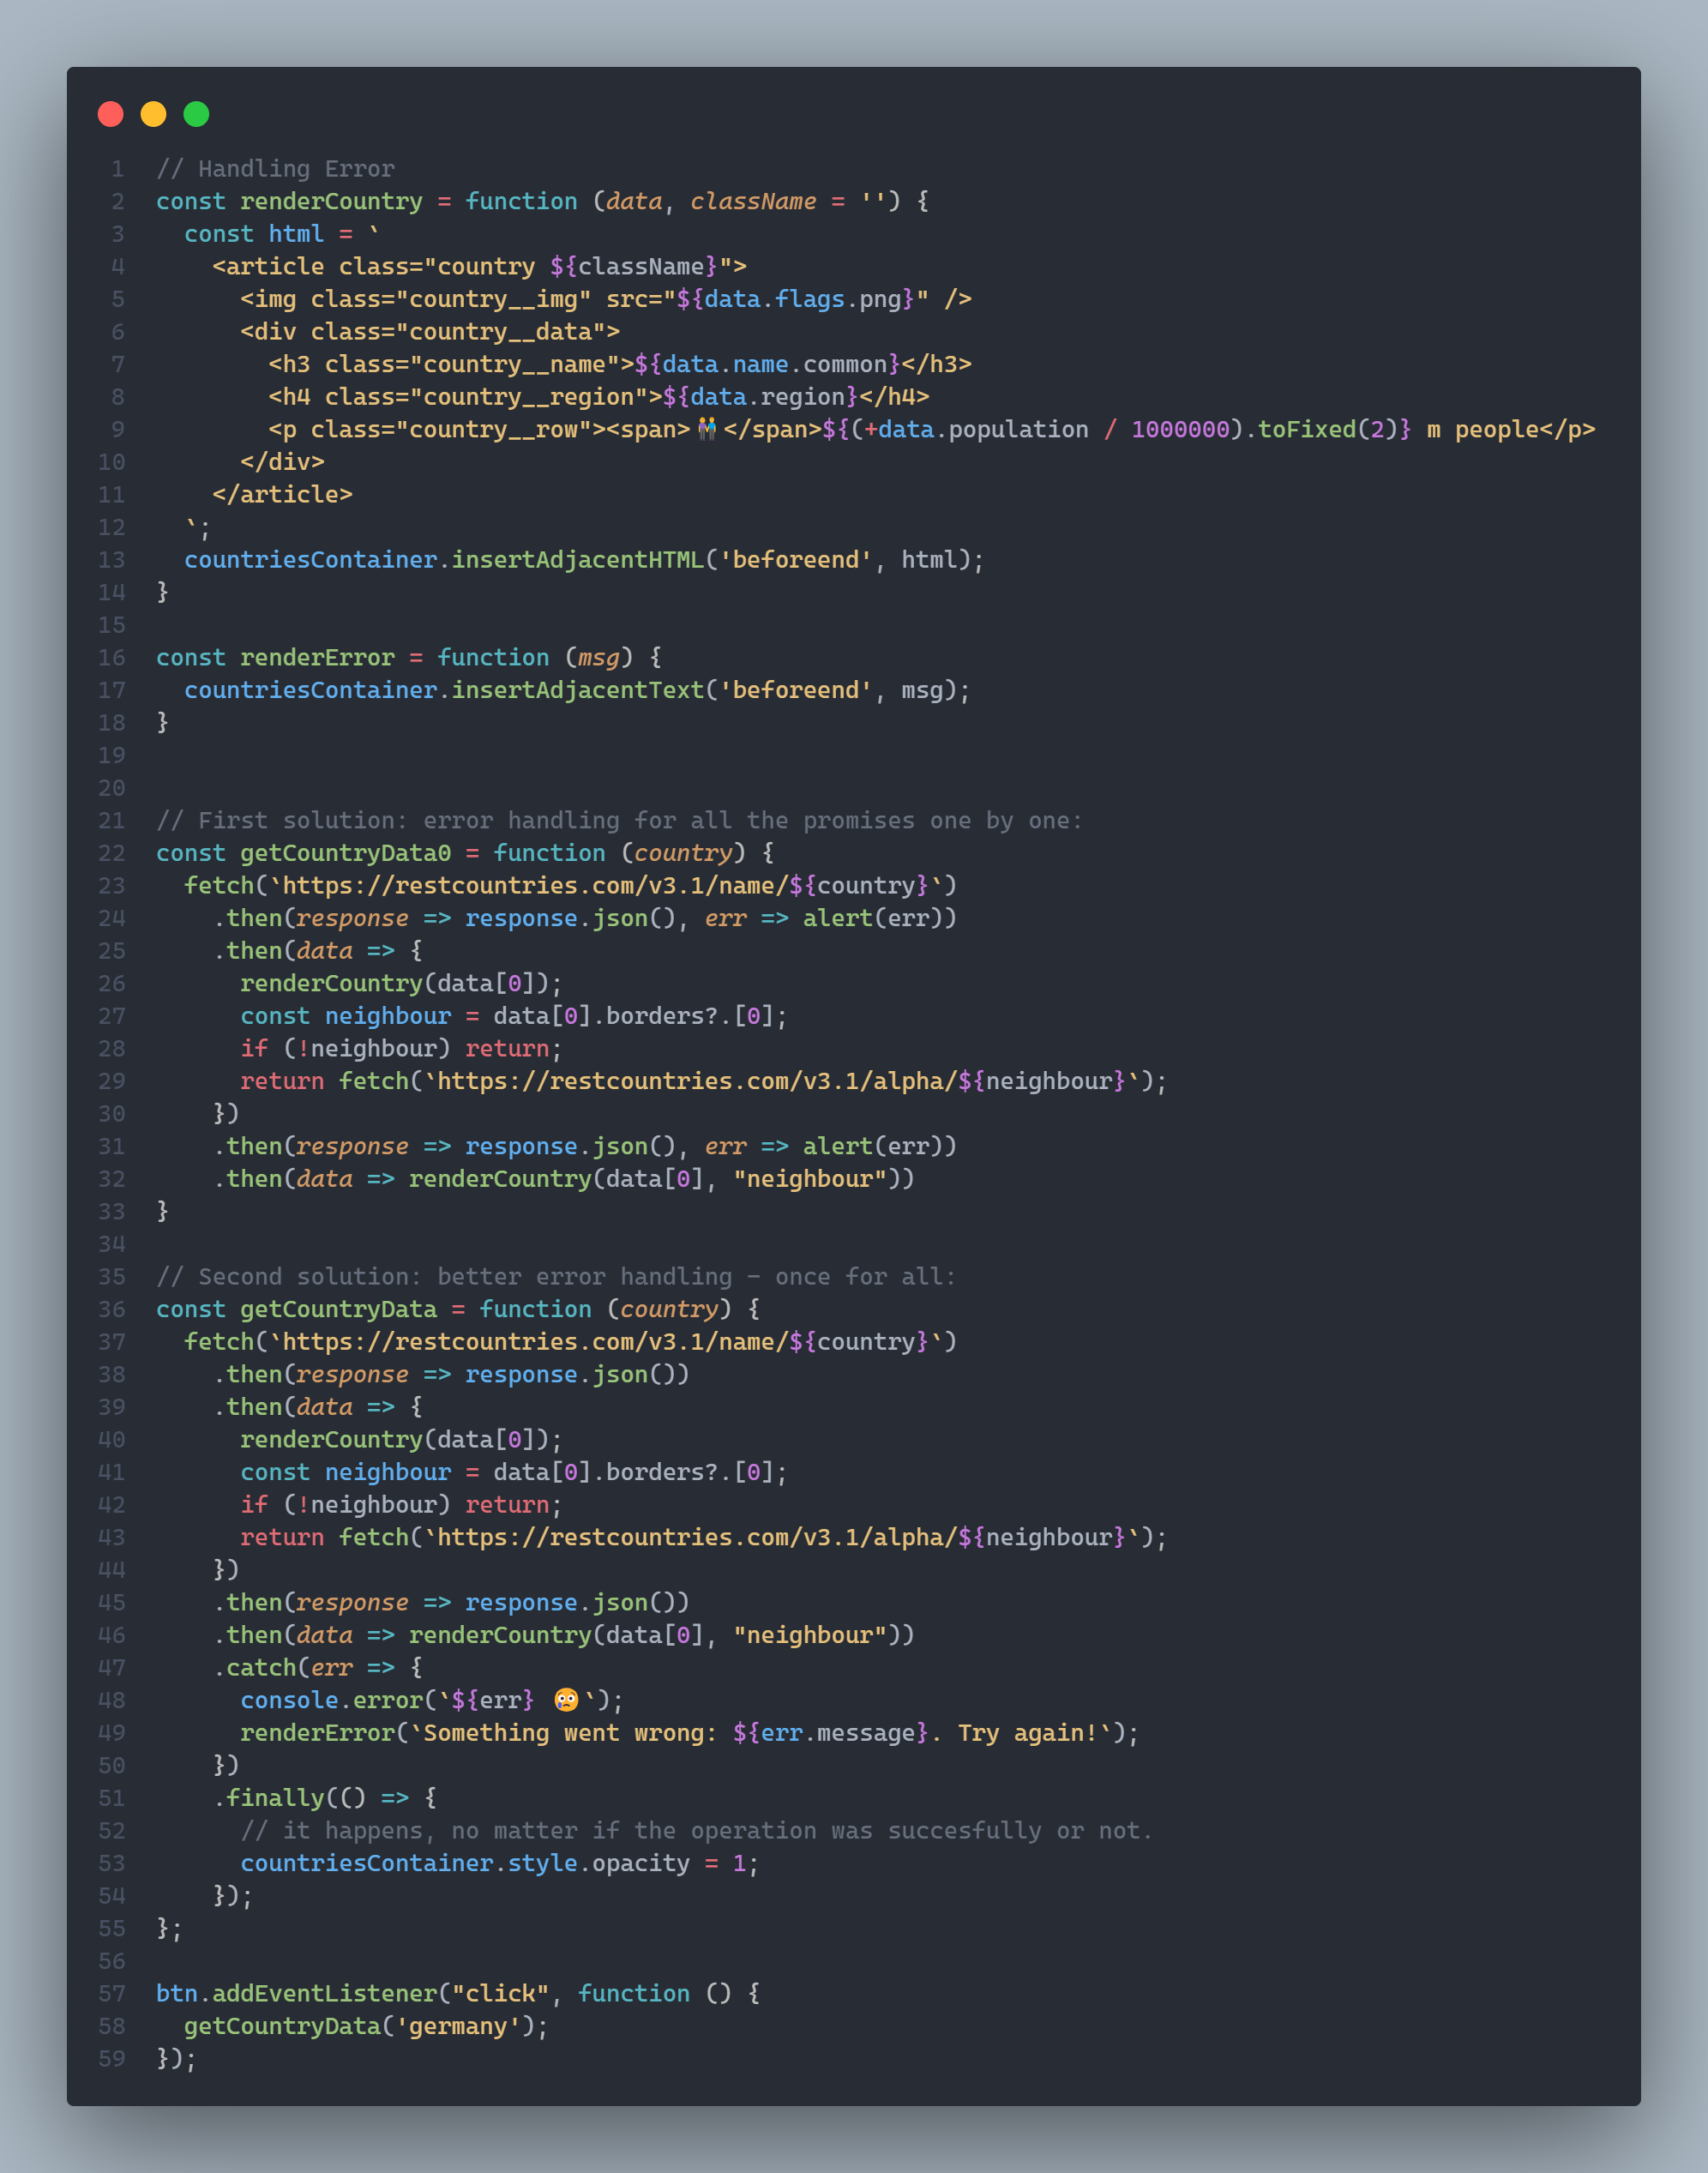 1 // Handling Error
2 const renderCountry = function (data, className = '') {
3   const html = `
4     <article class="country ${className}">
5       <img class="country__img" src="${data.flags.png}" />
6       <div class="country__data">
7         <h3 class="country__name">${data.name.common}</h3>
8         <h4 class="country__region">${data.region}</h4>
9         <p class="country__row"><span>👫</span>${(+data.population / 1000000).toFixed(2)} m people</p>
10       </div>
11     </article>
12   `;
13   countriesContainer.insertAdjacentHTML('beforeend', html);
14 }
15
16 const renderError = function (msg) {
17   countriesContainer.insertAdjacentText('beforeend', msg);
18 }
19
20
21 // First solution: error handling for all the promises one by one:
22 const getCountryData0 = function (country) {
23   fetch(`https://restcountries.com/v3.1/name/${country}`)
24     .then(response => response.json(), err => alert(err))
25     .then(data => {
26       renderCountry(data[0]);
27       const neighbour = data[0].borders?.[0];
28       if (!neighbour) return;
29       return fetch(`https://restcountries.com/v3.1/alpha/${neighbour}`);
30     })
31     .then(response => response.json(), err => alert(err))
32     .then(data => renderCountry(data[0], "neighbour"))
33 }
34
35 // Second solution: better error handling - once for all:
36 const getCountryData = function (country) {
37   fetch(`https://restcountries.com/v3.1/name/${country}`)
38     .then(response => response.json())
39     .then(data => {
40       renderCountry(data[0]);
41       const neighbour = data[0].borders?.[0];
42       if (!neighbour) return;
43       return fetch(`https://restcountries.com/v3.1/alpha/${neighbour}`);
44     })
45     .then(response => response.json())
46     .then(data => renderCountry(data[0], "neighbour"))
47     .catch(err => {
48       console.error(`${err} 😢`);
49       renderError(`Something went wrong: ${err.message}. Try again!`);
50     })
51     .finally(() => {
52       // it happens, no matter if the operation was succesfully or not.
53       countriesContainer.style.opacity = 1;
54     });
55 };
56
57 btn.addEventListener("click", function () {
58   getCountryData('germany');
59 });